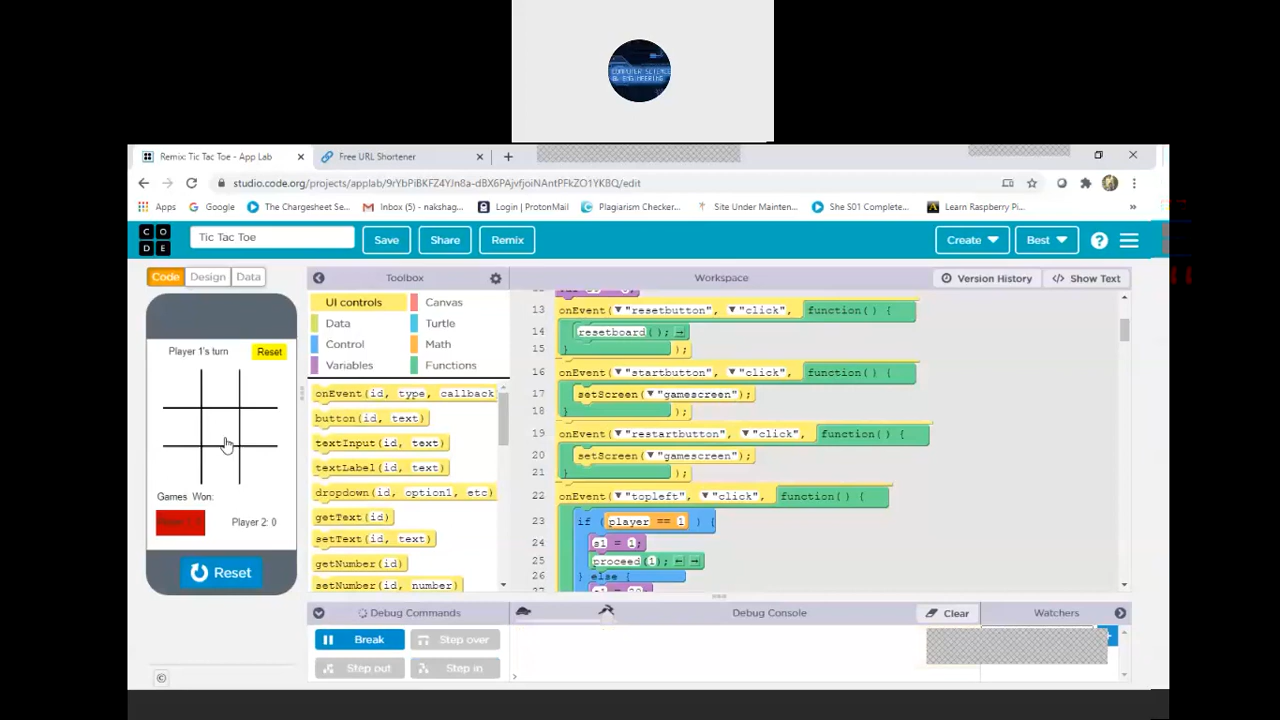 COMPUTER SCIENCE
& ENGINEERING
Remix: Tic Tac Toe - App Lab
Free URL Shortener
studio.code.org/projects/applab/9rYbPiBKFZ4YJn8a-dBX6PAjvfjoiNAntPFkZO1YKBQ/edit
Apps
Google
The Chargesheet Se...
Inbox (5) - nakshag...
Login | ProtonMail
Plagiarism Checker...
Site Under Mainten...
She S01 Complete...
Learn Raspberry Pi...
C O
D E
Tic Tac Toe
Save
Share
Remix
Create
Best
?
Code
Design
Data
Toolbox
Workspace
Version History
</> Show Text
Player 1's turn
Reset
Games Won:
Player 2: 0
Reset
UI controls
Canvas
Data
Turtle
Control
Math
Variables
Functions
onEvent(id, type, callback
button(id, text)
textInput(id, text)
textLabel(id, text)
dropdown(id, option1, etc)
getText(id)
setText(id, text)
getNumber(id)
setNumber(id, number)
13 onEvent( "resetbutton", "click", function( ) {
14 resetboard ();
15 } );
16 onEvent( "startbutton", "click", function( ) {
17 setScreen( "gamescreen");
18 } );
19 onEvent( "restartbutton", "click", function( ) {
20 setScreen( "gamescreen");
21 } );
22 onEvent( "topleft", "click", function( ) {
23 if ( player == 1 ) {
24 s1 = 1;
25 proceed (1);
26 } else {
Debug Commands
Debug Console
Clear
Watchers
Break
Step over
Step out
Step in